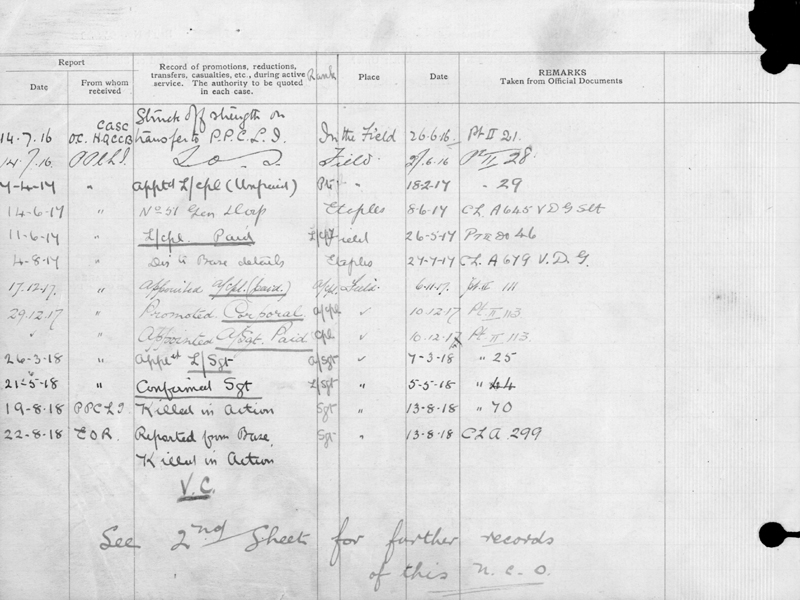 Report
Record of promotions, reductions, transfers, casualties, etc., during active service. The authority to be quoted in each case.
Rank
Place
Date
REMARKS
Taken from Official Documents
Date
From whom received
14.7.16 CASC O.C. HQCCB Struck off strength on transfer to P.P.C.L.I. In the Field 26.6.16 Pt II 21.
14.7.16 PPCLI Field. 27.6.16 Pt II 28.
7-4-17 " apptd L/Cpl (Unpaid) Pte " 18.2.17 " 29
14-6-17 " No 51 Gen Hosp Etaples 8-6-17 CL A 645 V D G Slt
11-6-17 " L/Cpl. Paid L/Cpl Field 26-5-17 Pt II DO 46
4-8-17 " Dis to Base details Etaples 27-7-17 CL A 679 V. D. G.
17.12.17. " Appointed a/cpl. (paid.) Field. 6-11-17. Pt. II 111
29.12.17 " Promoted Corporal a/cpl ✓ 10.12.17 Pt II 113
✓ " Appointed a/Sgt. Paid Cpl ✓ 10.12.17 Pt II 113.
26-3-18 " Appt L/Sgt a/Sgt ✓ 7-3-18 " 25
21-5-18 " Confirmed Sgt L/Sgt " 5-5-18 " 44
19-8-18 PPCLI. Killed in Action Sgt " 13-8-18 " 70
22-8-18 E O R. Reported from Base Sgt " 13-8-18 CL A 299
Killed in Action
V.C.
See 2nd Sheet for further records
of this N.C.O.